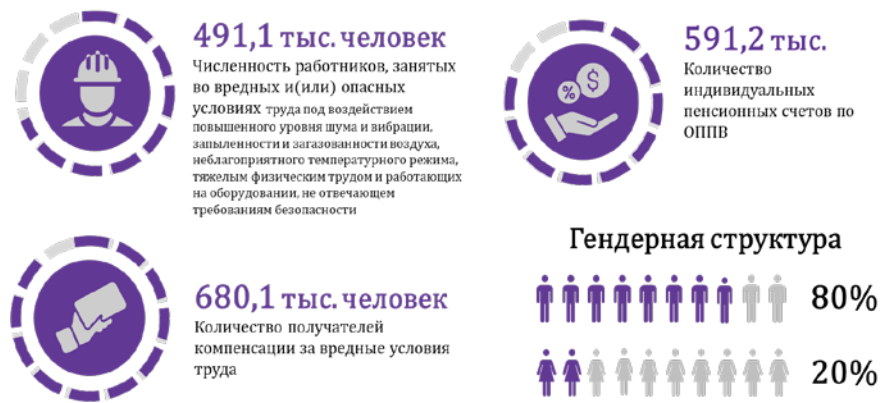 491,1 тыс. человек
Численность работников, занятых
во вредных и(или) опасных
условиях труда под воздействием
повышенного уровня шума и вибрации,
запыленности и загазованности воздуха,
неблагоприятного температурного режима,
тяжелым физическим трудом и работающих
на оборудовании, не отвечающем
требованиям безопасности
591,2 тыс.
Количество
индивидуальных
пенсионных счетов по
ОППВ
%
$
680,1 тыс. человек
Количество получателей
компенсации за вредные условия
труда
Гендерная структура
80%
20%